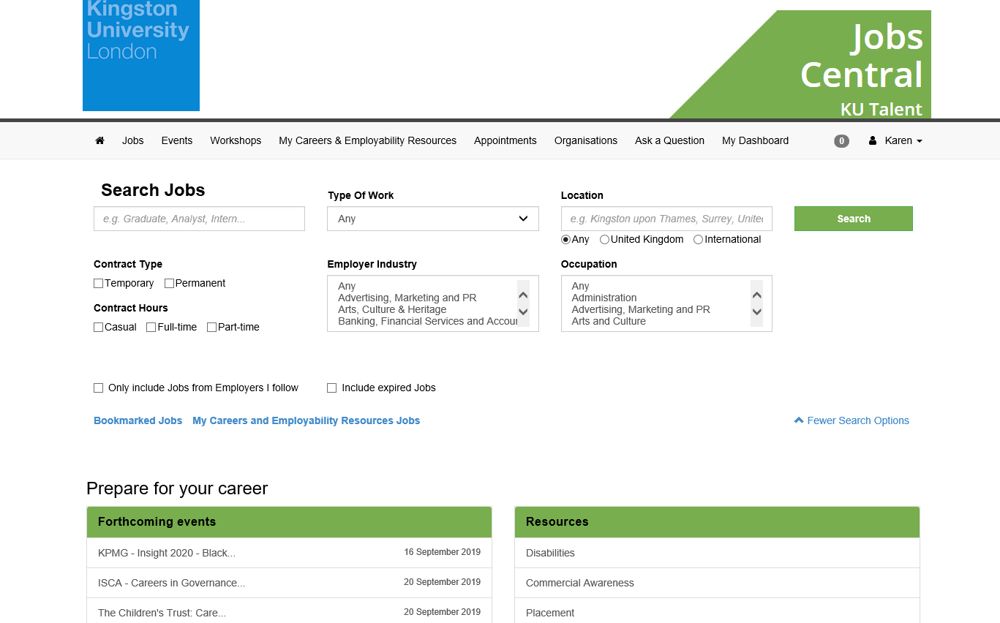 Kingston
University
London
Jobs
Central
KU Talent
Jobs Events Workshops My Careers & Employability Resources Appointments Organisations Ask a Question My Dashboard 0 Karen
Search Jobs
e.g. Graduate, Analyst, Intern...
Type Of Work
Any
Location
e.g. Kingston upon Thames, Surrey, Unite
Any United Kingdom International
Search
Contract Type
Temporary Permanent
Contract Hours
Casual Full-time Part-time
Employer Industry
Any
Advertising, Marketing and PR
Arts, Culture & Heritage
Banking, Financial Services and Accou
Occupation
Any
Administration
Advertising, Marketing and PR
Arts and Culture
Only include Jobs from Employers I follow Include expired Jobs
Bookmarked Jobs My Careers and Employability Resources Jobs Fewer Search Options
Prepare for your career
Forthcoming events
KPMG - Insight 2020 - Black... 16 September 2019
ISCA - Careers in Governance... 20 September 2019
The Children's Trust: Care... 20 September 2019
Resources
Disabilities
Commercial Awareness
Placement